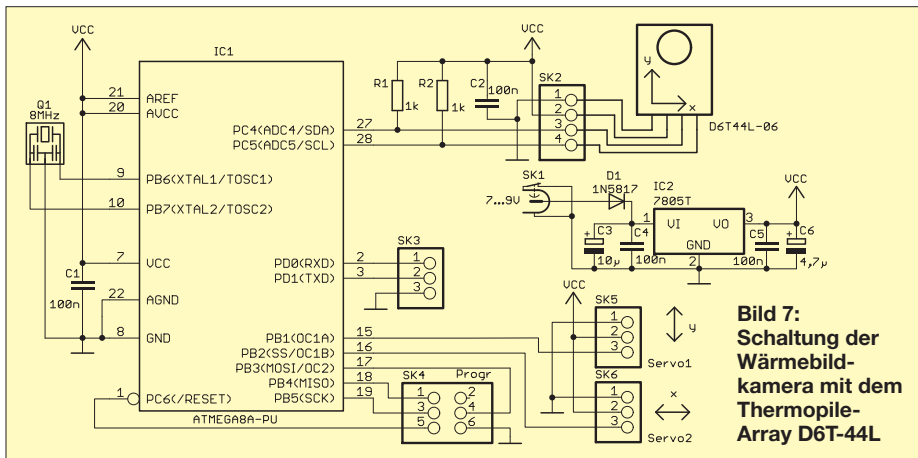 VCC
IC1
Q1
8MHz
21 AREF
20 AVCC
9 PB6(XTAL1/TOSC1)
10 PB7(XTAL2/TOSC2)
7 VCC
C1
100n
22 AGND
8 GND
1 PC6(/RESET)
ATMEGA8A-PU
PC4(ADC4/SDA) 27
PC5(ADC5/SCL) 28
PD0(RXD) 2
PD1(TXD) 3
PB1(OC1A) 15
PB2(SS/OC1B) 16
PB3(MOSI/OC2) 17
PB4(MISO) 18
PB5(SCK) 19
R1
1k
R2
1k
VCC
C2
100n
SK2
1
2
3
4
y
x
D6T44L-06
SK3
1
2
3
SK4 Progr
1 2
3 4
5 6
SK1
7...9V
D1
1N5817
IC2
7805T
1 VI VO 3
GND
2
VCC
C3
+
10µ
C4
100n
C5
100n
C6
+
4,7µ
VCC
SK5
1
2
3
y
Servo1
SK6
1
2
3
x
Servo2
Bild 7:
Schaltung der
Wärmebild-
kamera mit dem
Thermopile-
Array D6T-44L